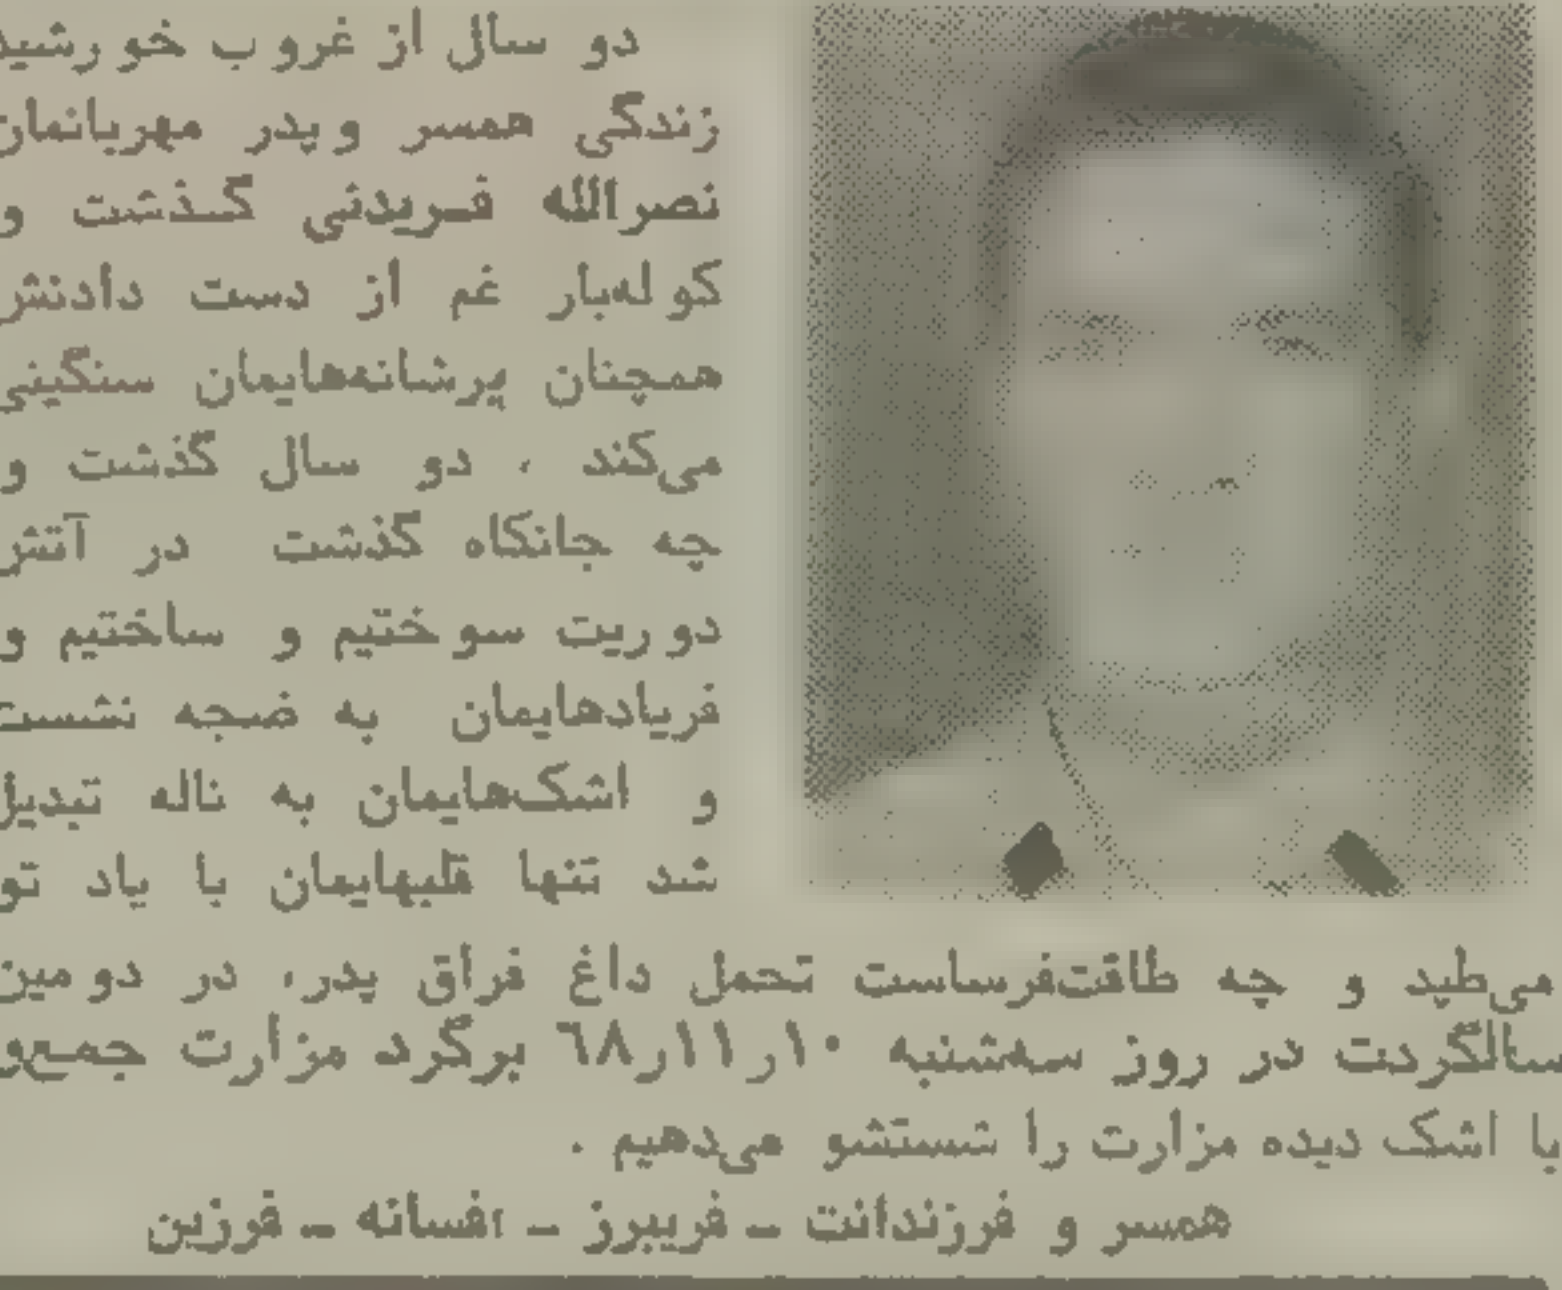 دو سال از غروب خورشید
زندگی همسر و پدر مهربانمان
نصرالله فریدنی گذشت و
کوله‌بار غم از دست دادنش
همچنان برشانه‌هایمان سنگینی
می‌کند ، دو سال گذشت و
چه جانکاه گذشت در آتش
دوریت سوختیم و ساختیم و
فریادهایمان به ضجه نشست
و اشک‌هایمان به ناله تبدیل
شد تنها قلبهایمان با یاد تو
می‌طپد و چه طاقت‌فرساست تحمل داغ فراق پدر، در دومین
سالگردت در روز سه‌شنبه ۱۰ر۱۱ر۶۸ برگرد مزارت جمع‌و
با اشک دیده مزارت را شستشو می‌دهیم .
همسر و فرزندانت ـ فریبرز ـ افسانه ـ فرزین